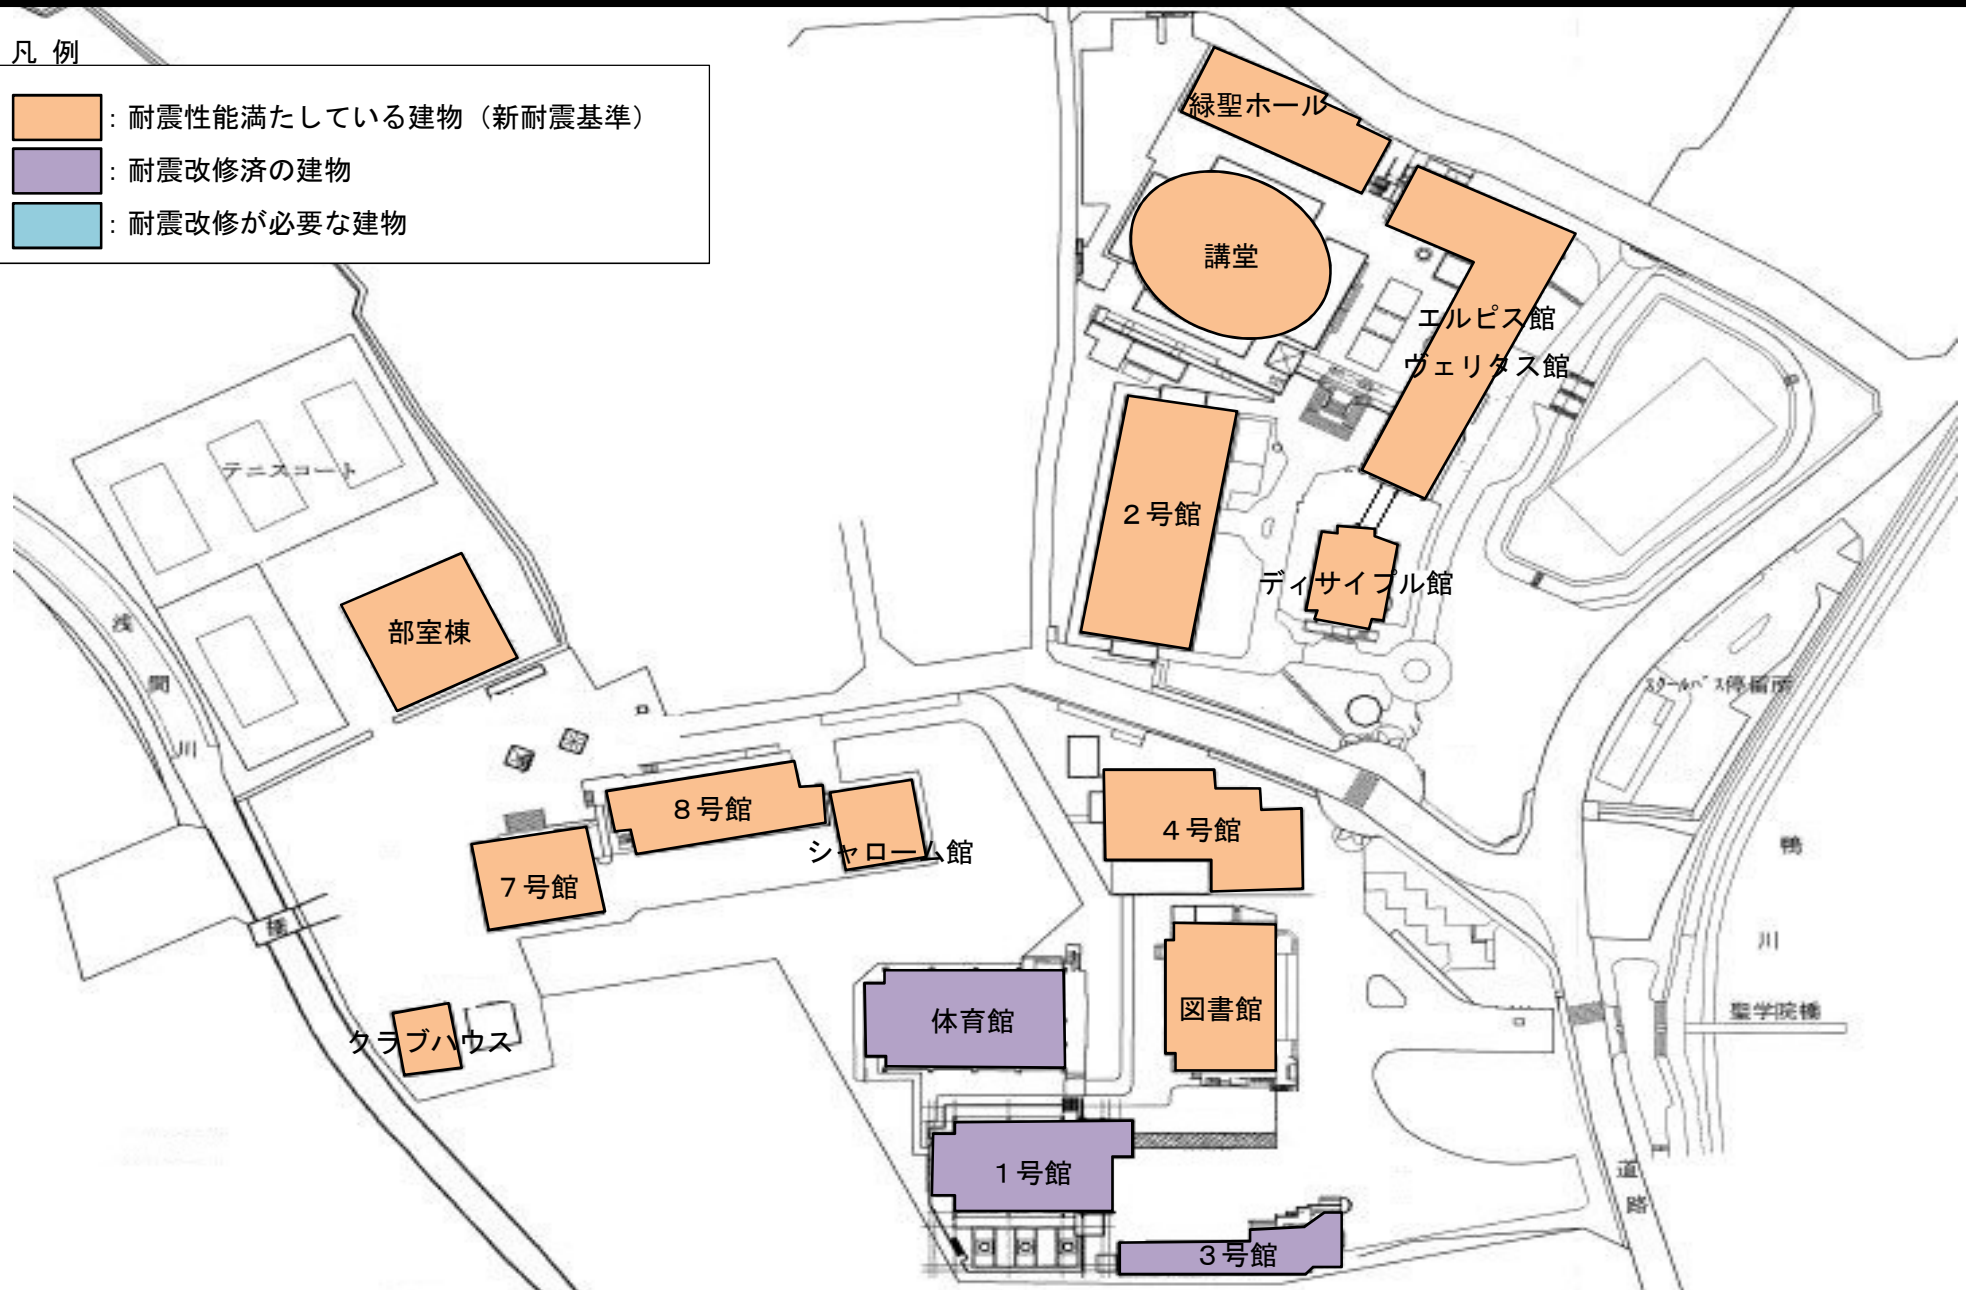 凡 例
：耐震性能満たしている建物（新耐震基準）
：耐震改修済の建物
：耐震改修が必要な建物
緑聖ホール
講堂
エルピス館
ヴェリタス館
テニスコート
２号館
ディサイプル館
部室棟
浅間川
スクールバス停留所
８号館
シャローム館
４号館
７号館
鴨川
橋
体育館
図書館
聖学院橋
クラブハウス
１号館
道路
３号館